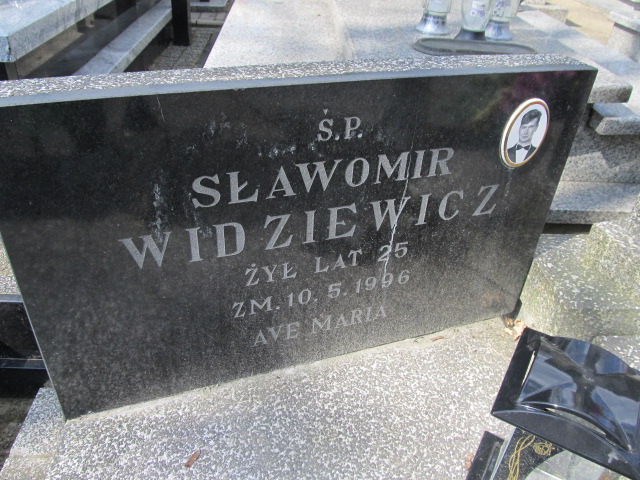 Ś.P.
SŁAWOMIR
WIDZIEWICZ
ŻYŁ LAT 25
ZM. 10. 5. 1996
AVE MARIA